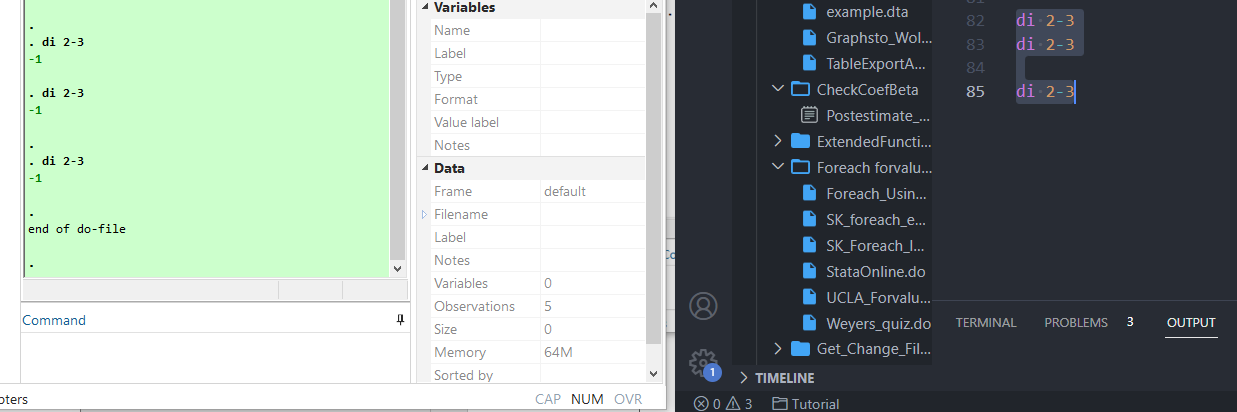 .
. di 2-3
-1
. di 2-3
-1
.
. di 2-3
-1
.
end of do-file
.
Command
Variables
Name
Label
Type
Format
Value label
Notes
Data
Frame default
Filename
Label
Notes
Variables 0
Observations 5
Size 0
Memory 64M
Sorted by
oters
CAP NUM OVR
Co
example.dta
Graphsto_Wol...
TableExportA...
CheckCoefBeta
Postestimate_...
ExtendedFuncti...
Foreach forvalu...
Foreach_Usin...
SK_foreach_e...
SK_Foreach_I...
StataOnline.do
UCLA_Forvalu...
Weyers_quiz.do
Get_Change_Fil...
TIMELINE
1
0 3 Tutorial
82 di 2-3
83 di 2-3
84
85 di 2-3
TERMINAL PROBLEMS 3 OUTPUT